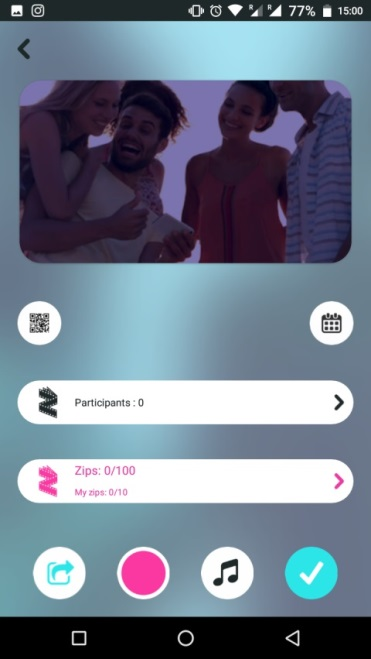 77% 15:00
Participants : 0
Zips: 0/100
My zips: 0/10